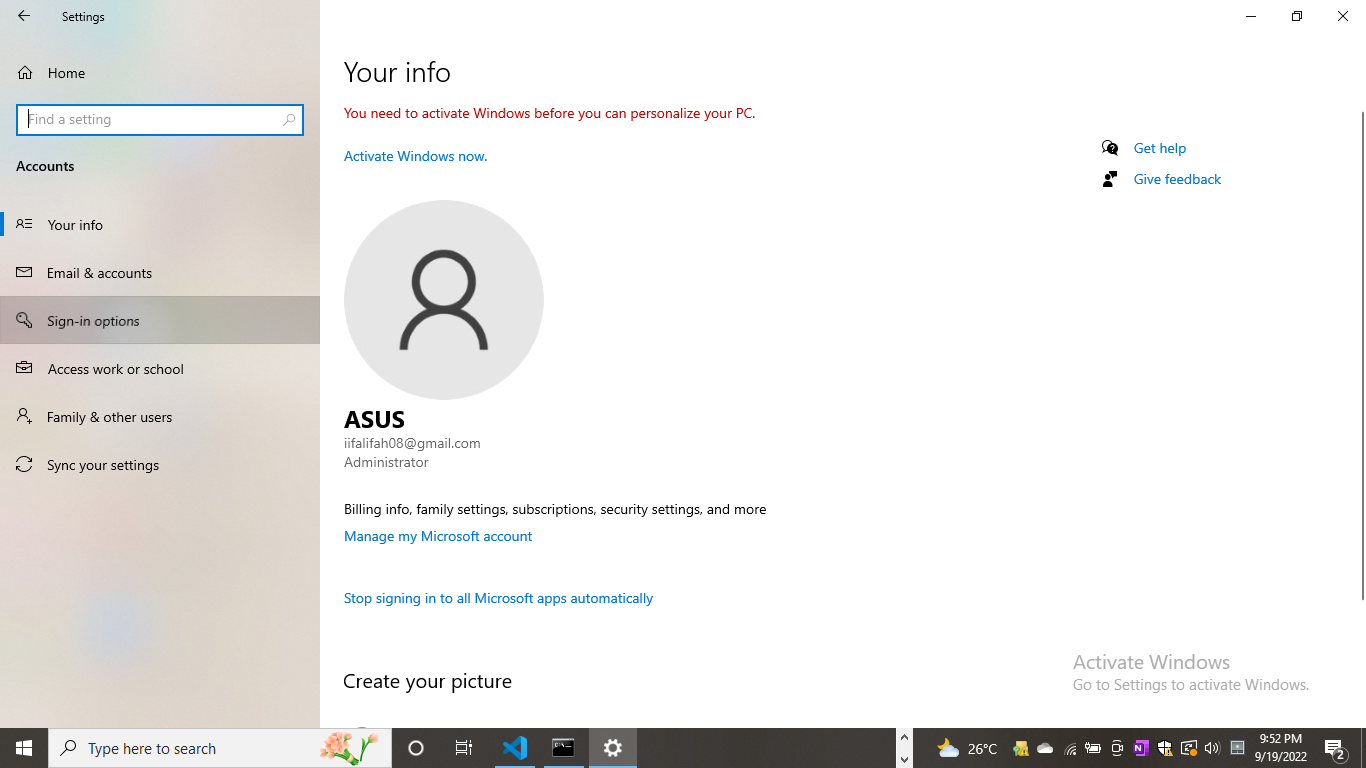 Settings
Home
Find a setting
Accounts
Your info
Email & accounts
Sign-in options
Access work or school
Family & other users
Sync your settings
Your info
You need to activate Windows before you can personalize your PC.
Activate Windows now.
Get help
Give feedback
ASUS
iifalifah08@gmail.com
Administrator
Billing info, family settings, subscriptions, security settings, and more
Manage my Microsoft account
Stop signing in to all Microsoft apps automatically
Create your picture
Activate Windows
Go to Settings to activate Windows.
Type here to search
26°C
9:52 PM
9/19/2022
2